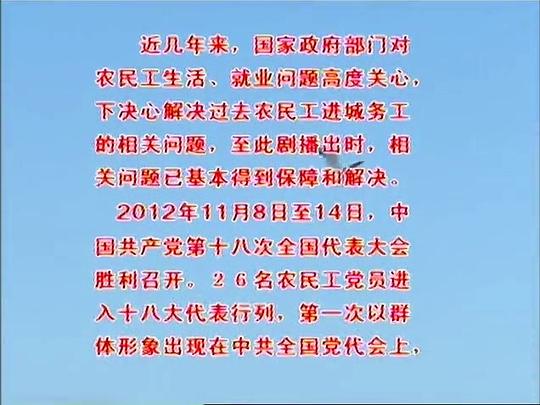 近几年来，国家政府部门对
农民工生活、就业问题高度关心，
下决心解决过去农民工进城务工
的相关问题，至此剧播出时，相
关问题已基本得到保障和解决。
2012年11月8日至14日，中
国共产党第十八次全国代表大会
胜利召开。26名农民工党员进
入十八大代表行列，第一次以群
体形象出现在中共全国党代会上，